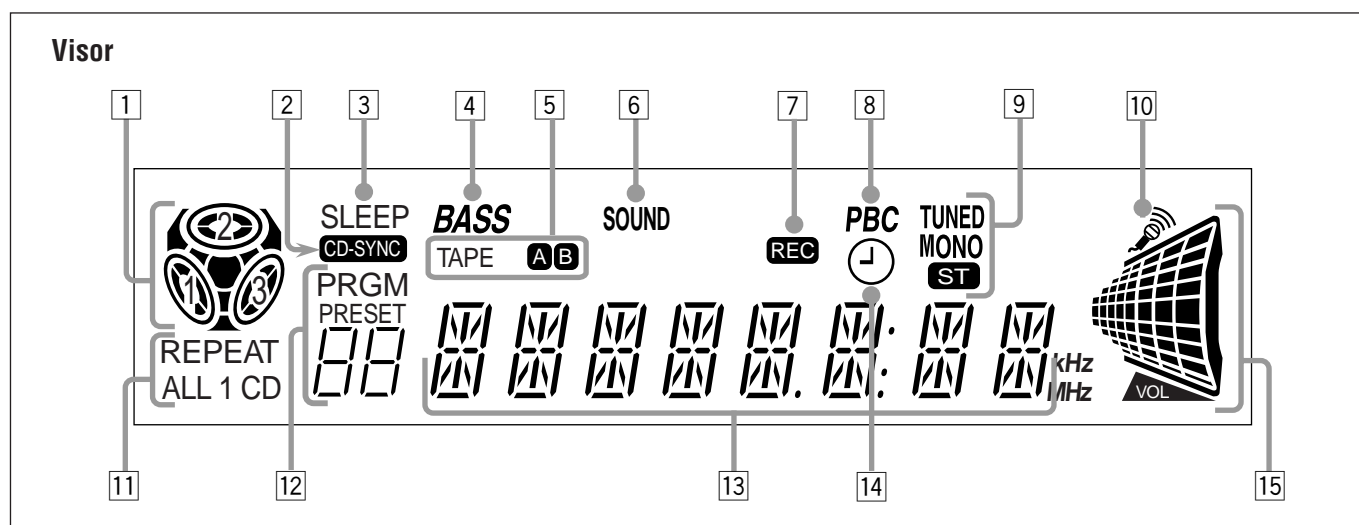 Visor
1 2 3 4 5 6 7 8 9 10
2 SLEEP BASS SOUND PBC TUNED
CD-SYNC TAPE A B REC MONO
1 3 PRGM ST
PRESET
REPEAT 88 kHz
ALL 1 CD MHz VOL
11 12 13 14 15